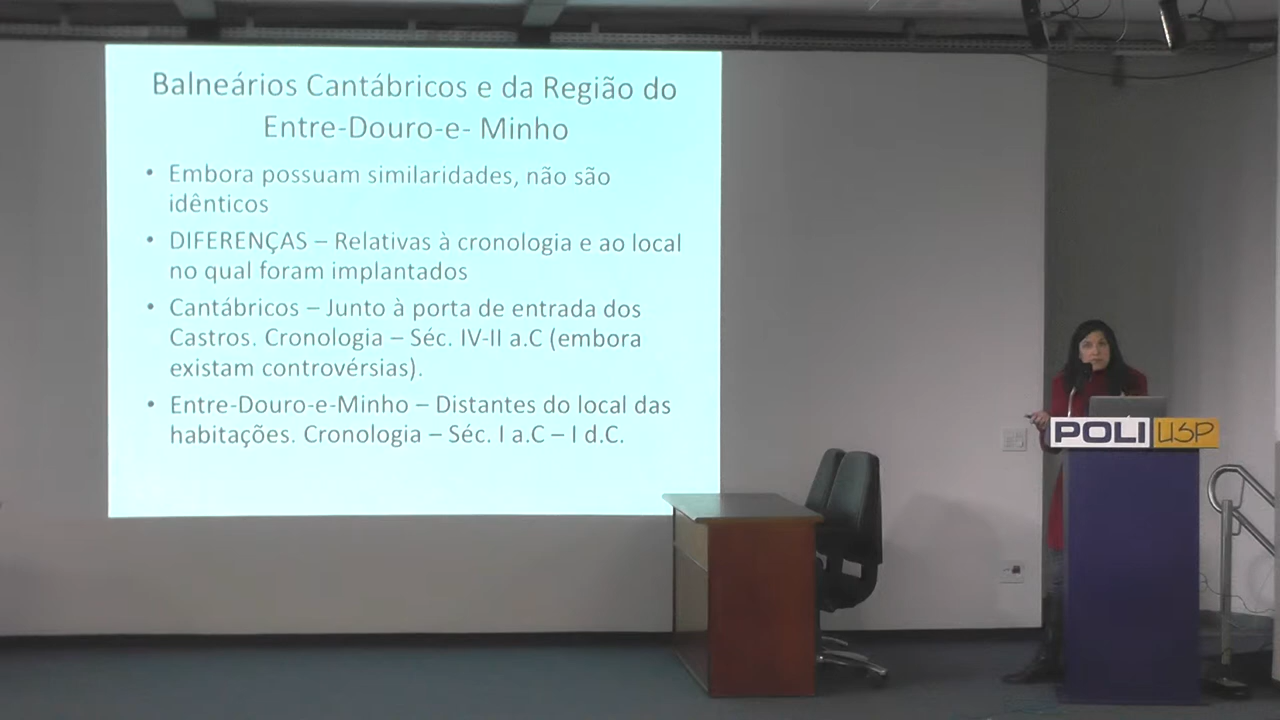 Balneários Cantábricos e da Região do
Entre-Douro-e- Minho
• Embora possuam similaridades, não são
idênticos
• DIFERENÇAS – Relativas à cronologia e ao local
no qual foram implantados
• Cantábricos – Junto à porta de entrada dos
Castros. Cronologia – Séc. IV-II a.C (embora
existam controvérsias).
• Entre-Douro-e-Minho – Distantes do local das
habitações. Cronologia – Séc. I a.C – I d.C.
POLI USP